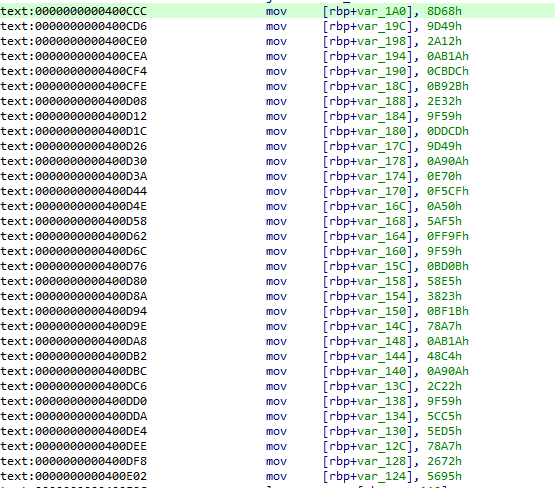 text:0000000000400CCC mov [rbp+var_1A0], 8D68h
text:0000000000400CD6 mov [rbp+var_19C], 9D49h
text:0000000000400CE0 mov [rbp+var_198], 2A12h
text:0000000000400CEA mov [rbp+var_194], 0AB1Ah
text:0000000000400CF4 mov [rbp+var_190], 0CBDCh
text:0000000000400CFE mov [rbp+var_18C], 0B92Bh
text:0000000000400D08 mov [rbp+var_188], 2E32h
text:0000000000400D12 mov [rbp+var_184], 9F59h
text:0000000000400D1C mov [rbp+var_180], 0DDCDh
text:0000000000400D26 mov [rbp+var_17C], 9D49h
text:0000000000400D30 mov [rbp+var_178], 0A90Ah
text:0000000000400D3A mov [rbp+var_174], 0E70h
text:0000000000400D44 mov [rbp+var_170], 0F5CFh
text:0000000000400D4E mov [rbp+var_16C], 0A50h
text:0000000000400D58 mov [rbp+var_168], 5AF5h
text:0000000000400D62 mov [rbp+var_164], 0FF9Fh
text:0000000000400D6C mov [rbp+var_160], 9F59h
text:0000000000400D76 mov [rbp+var_15C], 0BD0Bh
text:0000000000400D80 mov [rbp+var_158], 58E5h
text:0000000000400D8A mov [rbp+var_154], 3823h
text:0000000000400D94 mov [rbp+var_150], 0BF1Bh
text:0000000000400D9E mov [rbp+var_14C], 78A7h
text:0000000000400DA8 mov [rbp+var_148], 0AB1Ah
text:0000000000400DB2 mov [rbp+var_144], 48C4h
text:0000000000400DBC mov [rbp+var_140], 0A90Ah
text:0000000000400DC6 mov [rbp+var_13C], 2C22h
text:0000000000400DD0 mov [rbp+var_138], 9F59h
text:0000000000400DDA mov [rbp+var_134], 5CC5h
text:0000000000400DE4 mov [rbp+var_130], 5ED5h
text:0000000000400DEE mov [rbp+var_12C], 78A7h
text:0000000000400DF8 mov [rbp+var_128], 2672h
text:0000000000400E02 mov [rbp+var_124], 5695h